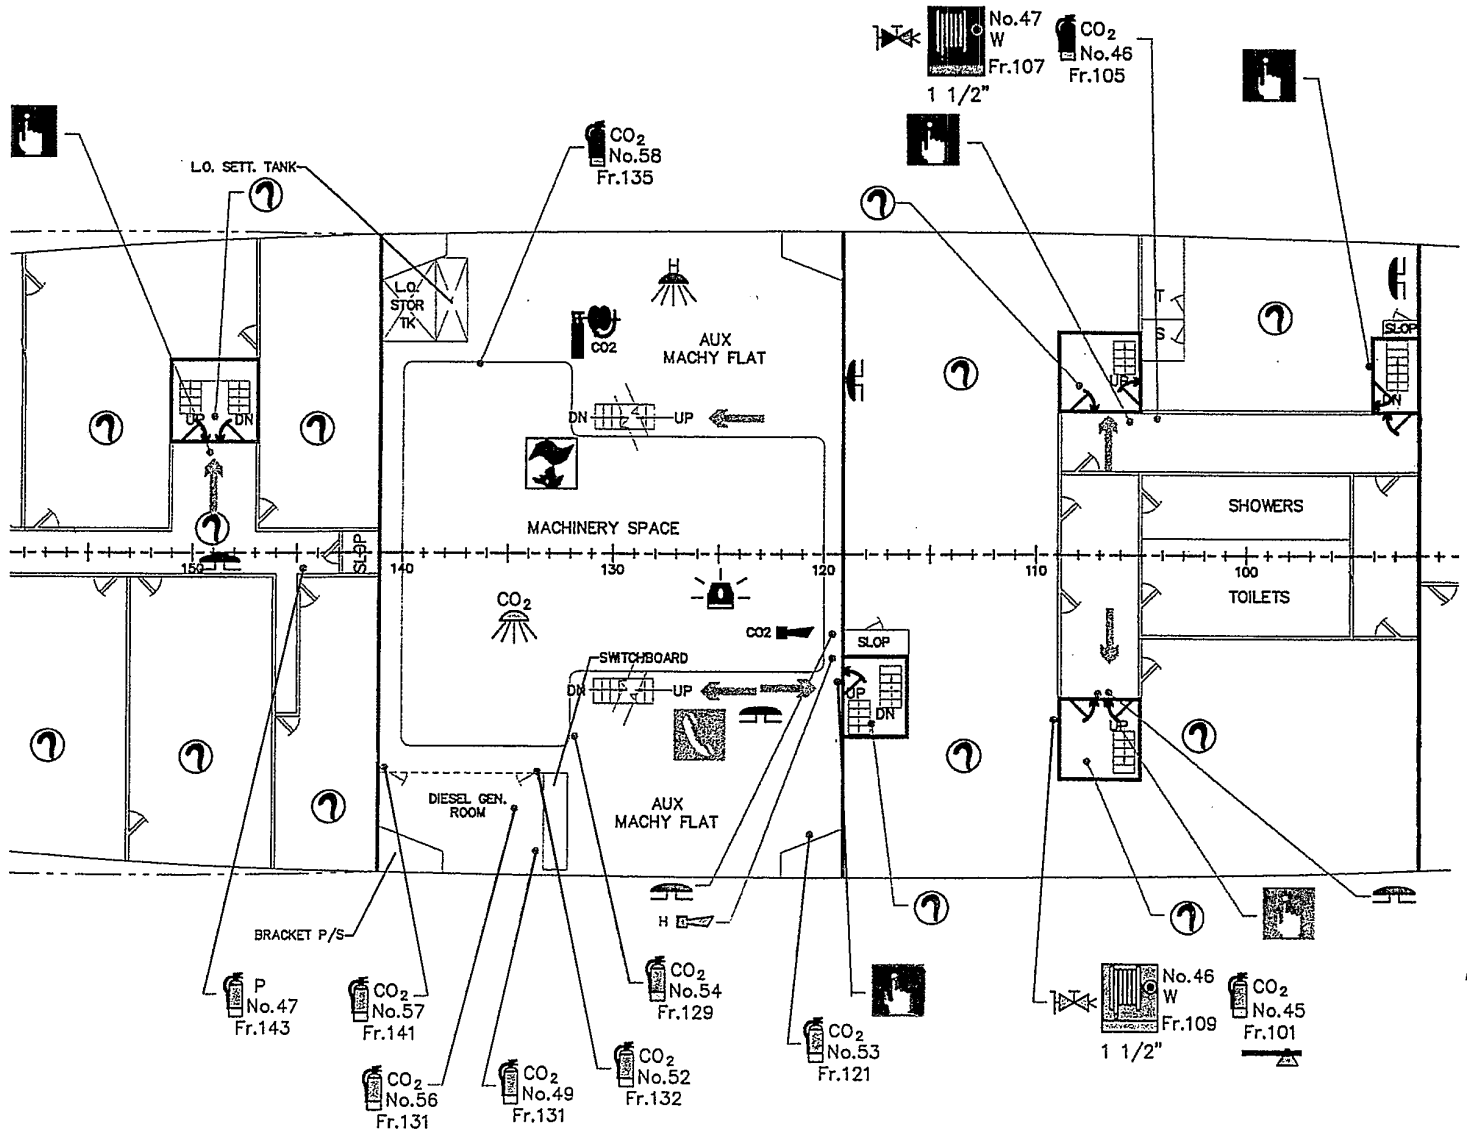 No.47
W
Fr.107
1 1/2"
CO₂
No.46
Fr.105
CO₂
No.58
Fr.135
L.O. SETT. TANK
H
L.O.
STOR
TK
CO2
AUX
MACHY FLAT
T
S
SLOP
UP
DN
DN
UP
UP
DN
MACHINERY SPACE
SHOWERS
SLOP
150
140
130
120
110
100
TOILETS
CO₂
CO2
SLOP
SWITCHBOARD
DN
UP
UP
DN
UP
DIESEL GEN.
ROOM
AUX
MACHY FLAT
H
BRACKET P/S
P
No.47
Fr.143
CO₂
No.57
Fr.141
CO₂
No.54
Fr.129
CO₂
No.53
Fr.121
No.46
W
Fr.109
1 1/2"
CO₂
No.45
Fr.101
CO₂
No.56
Fr.131
CO₂
No.49
Fr.131
CO₂
No.52
Fr.132